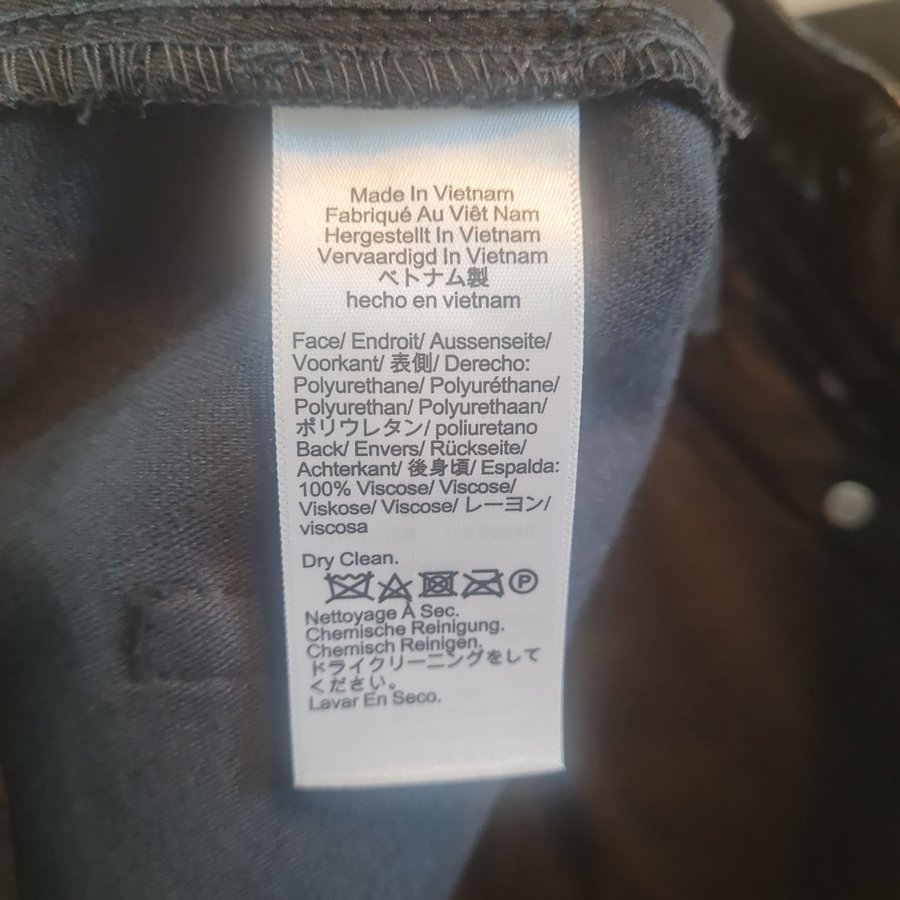 Made In Vietnam
Fabriqué Au Viêt Nam
Hergestellt In Vietnam
Vervaardigd In Vietnam
ベトナム製
hecho en vietnam
Face/ Endroit/ Aussenseite/
Voorkant/ 表側/ Derecho:
Polyurethane/ Polyuréthane/
Polyurethan/ Polyurethaan/
ポリウレタン/ poliuretano
Back/ Envers/ Rückseite/
Achterkant/ 後身頃/ Espalda:
100% Viscose/ Viscose/
Viskose/ Viscose/ レーヨン/
viscosa
Dry Clean.
P
Nettoyage À Sec.
Chemische Reinigung.
Chemisch Reinigen.
ドライクリーニングをして
ください。
Lavar En Seco.